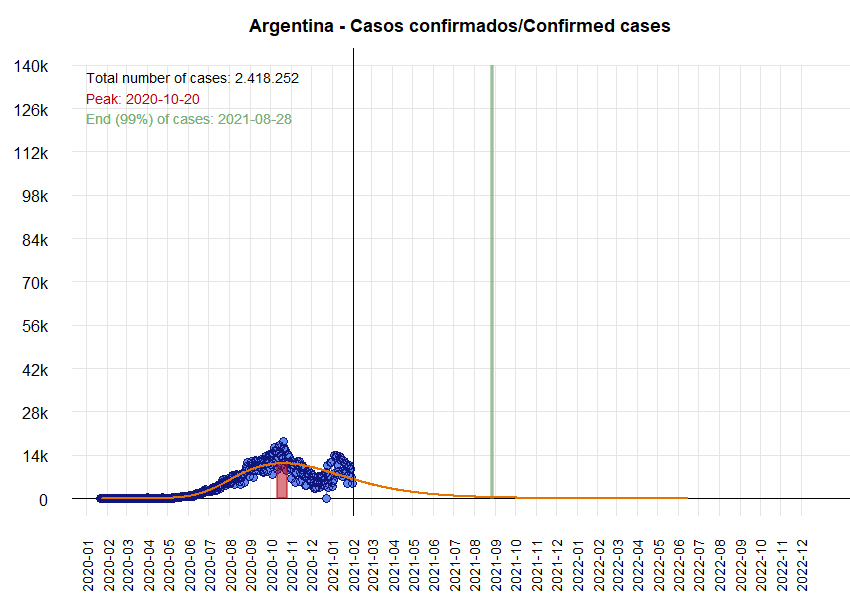 Argentina - Casos confirmados/Confirmed cases
140k
126k
112k
98k
84k
70k
56k
42k
28k
14k
0
Total number of cases: 2.418.252
Peak: 2020-10-20
End (99%) of cases: 2021-08-28
2020-01
2020-02
2020-03
2020-04
2020-05
2020-06
2020-07
2020-08
2020-09
2020-10
2020-11
2020-12
2021-01
2021-02
2021-03
2021-04
2021-05
2021-06
2021-07
2021-08
2021-09
2021-10
2021-11
2021-12
2022-01
2022-02
2022-03
2022-04
2022-05
2022-06
2022-07
2022-08
2022-09
2022-10
2022-11
2022-12